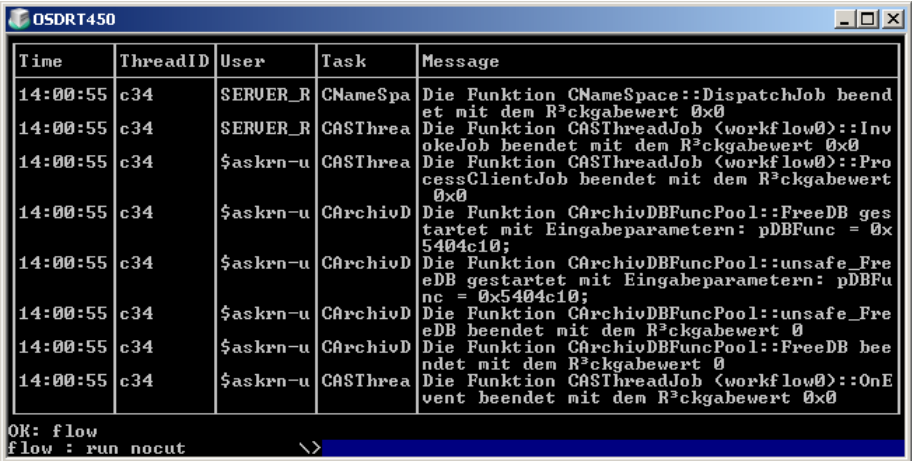 OSDRT450
Time ThreadID User Task Message
14:00:55 c34 SERVER_R CNameSpa Die Funktion CNameSpace::DispatchJob beend
et mit dem R³ckgabewert 0x0
14:00:55 c34 SERVER_R CASThrea Die Funktion CASThreadJob (workflow0)::Inv
okeJob beendet mit dem R³ckgabewert 0x0
14:00:55 c34 $askrn-u CASThrea Die Funktion CASThreadJob (workflow0)::Pro
cessClientJob beendet mit dem R³ckgabewert
0x0
14:00:55 c34 $askrn-u CArchivD Die Funktion CArchivDBFuncPool::FreeDB ges
tartet mit Eingabeparametern: pDBFunc = 0x
5404c10;
14:00:55 c34 $askrn-u CArchivD Die Funktion CArchivDBFuncPool::unsafe_Fre
eDB gestartet mit Eingabeparametern: pDBFu
nc = 0x5404c10;
14:00:55 c34 $askrn-u CArchivD Die Funktion CArchivDBFuncPool::unsafe_Fre
eDB beendet mit dem R³ckgabewert 0
14:00:55 c34 $askrn-u CArchivD Die Funktion CArchivDBFuncPool::FreeDB bee
ndet mit dem R³ckgabewert 0
14:00:55 c34 $askrn-u CASThrea Die Funktion CASThreadJob (workflow0)::OnE
vent beendet mit dem R³ckgabewert 0x0
OK: flow
flow : run nocut \>